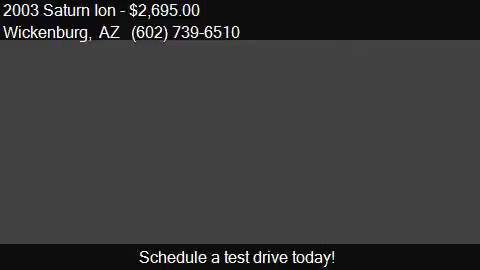 2003 Saturn Ion - $2,695.00
Wickenburg, AZ (602) 739-6510
Schedule a test drive today!